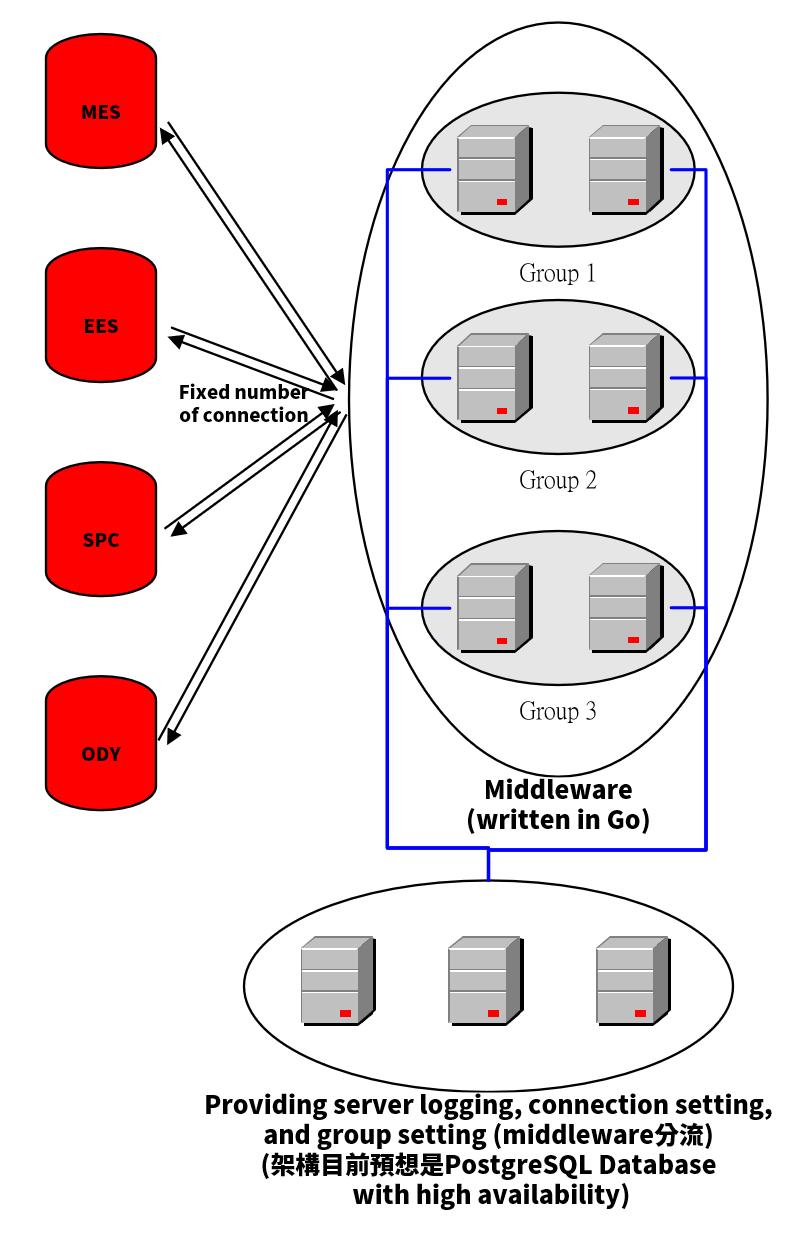 MES
EES
Fixed number
of connection
SPC
ODY
Group 1
Group 2
Group 3
Middleware
(written in Go)
Providing server logging, connection setting,
and group setting (middleware分流)
(架構目前預想是PostgreSQL Database
with high availability)